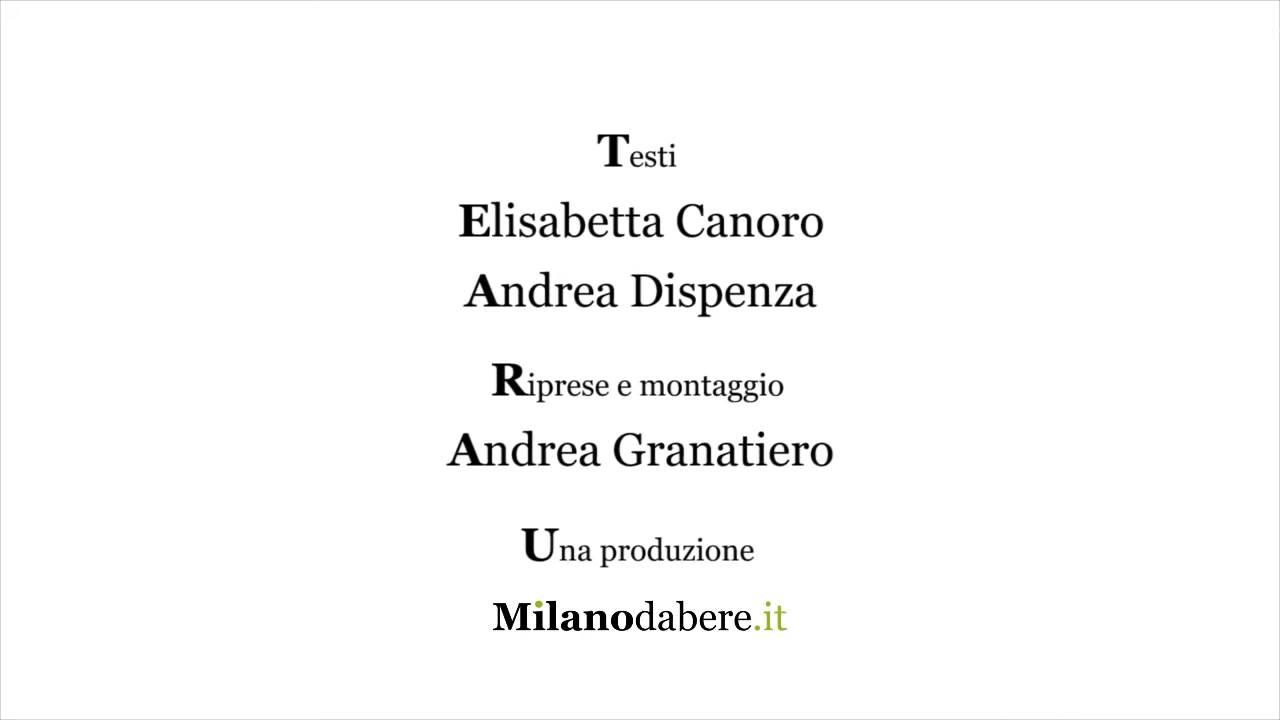 Testi
Elisabetta Canoro
Andrea Dispenza
Riprese e montaggio
Andrea Granatiero
Una produzione
Milanodabere.it